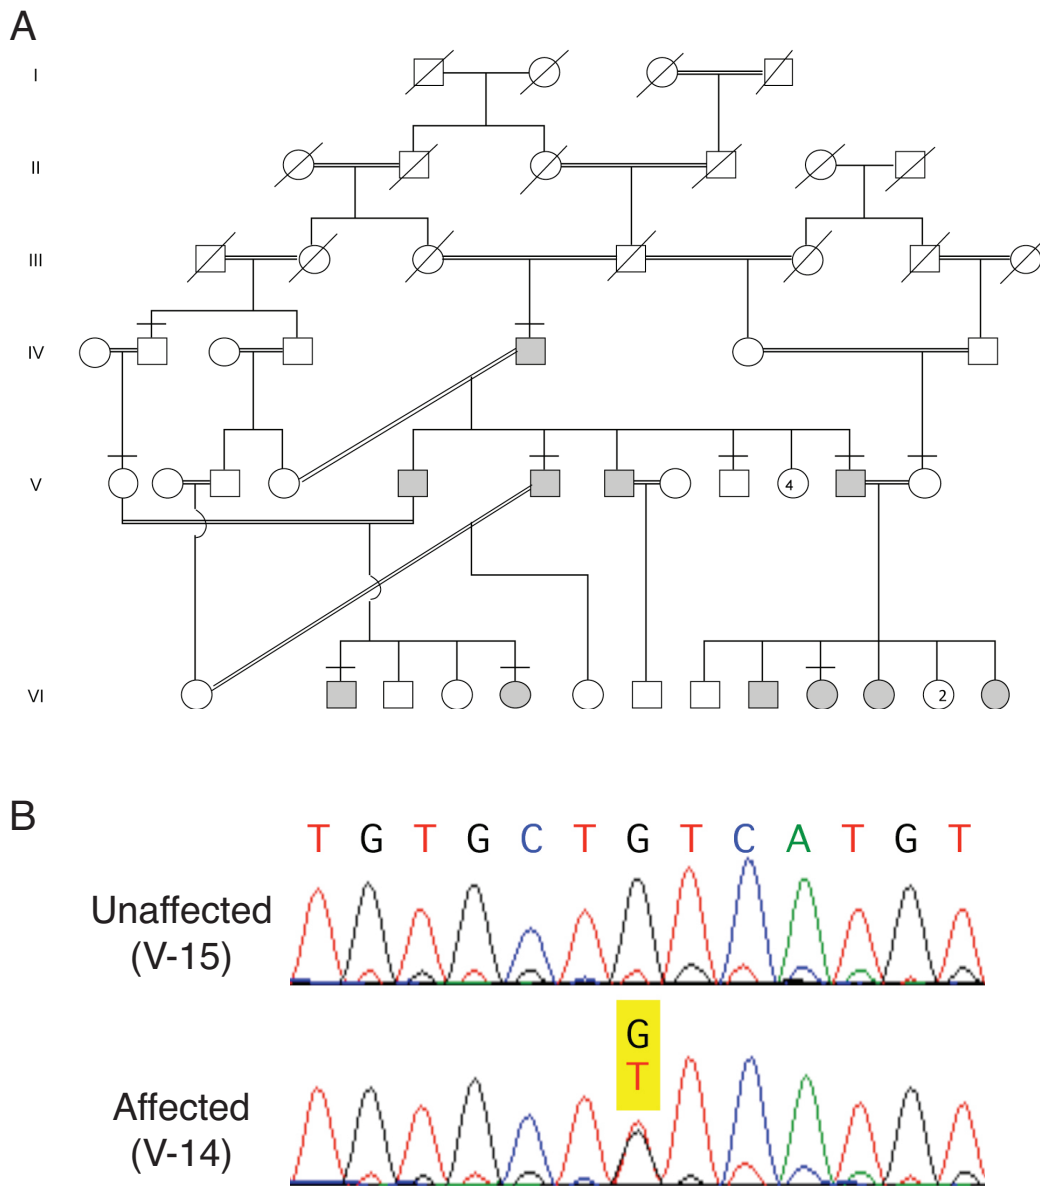 A
I
II
III
IV
V
4
VI
2
B
T G T G C T G T C A T G T
Unaffected
(V-15)
G
T
Affected
(V-14)